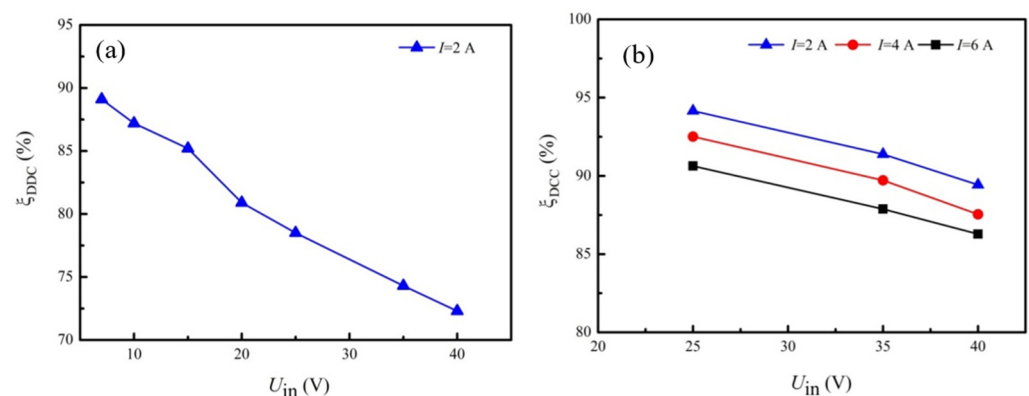 (a)
I=2 A
95
90
85
80
75
70
ξDDC (%)
10 20 30 40
Uin (V)
(b)
I=2 A I=4 A I=6 A
100
95
90
85
80
ξDCC (%)
20 25 30 35 40
Uin (V)